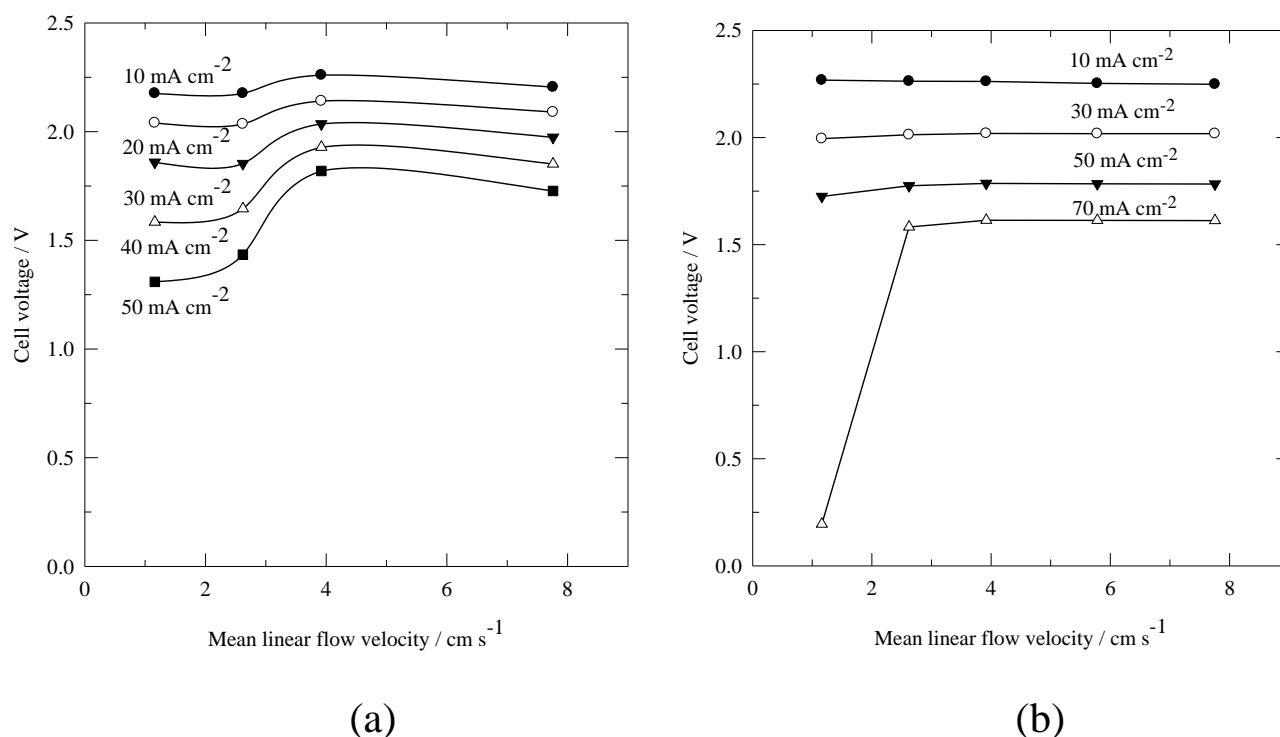 2.5
2.0
1.5
1.0
0.5
0.0
Cell voltage / V
10 mA cm-2
20 mA cm-2
30 mA cm-2
40 mA cm-2
50 mA cm-2
0 2 4 6 8
Mean linear flow velocity / cm s-1
(a)
2.5
2.0
1.5
1.0
0.5
0.0
Cell voltage / V
10 mA cm-2
30 mA cm-2
50 mA cm-2
70 mA cm-2
0 2 4 6 8
Mean linear flow velocity / cm s-1
(b)